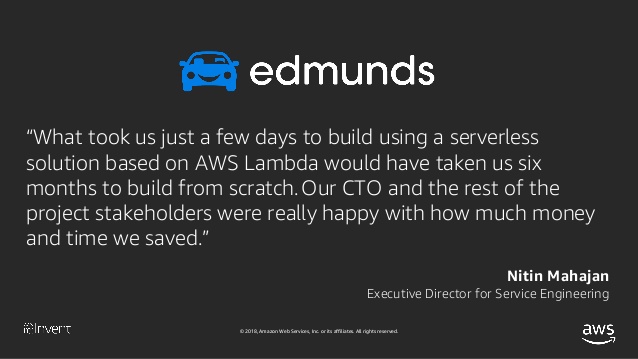 edmunds
“What took us just a few days to build using a serverless
solution based on AWS Lambda would have taken us six
months to build from scratch. Our CTO and the rest of the
project stakeholders were really happy with how much money
and time we saved.”
Nitin Mahajan
Executive Director for Service Engineering
re:Invent
© 2018, Amazon Web Services, Inc. or its affiliates. All rights reserved.
aws